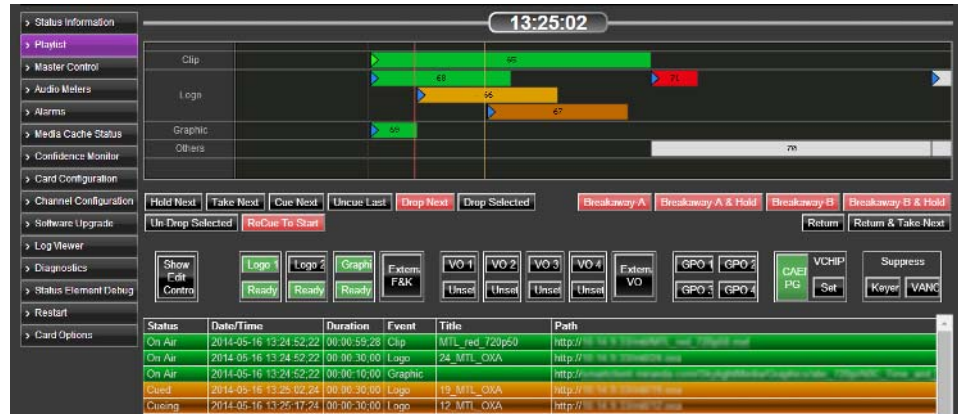 > Status Information
> Playlist
> Master Control
> Audio Meters
> Alarms
> Media Cache Status
> Confidence Monitor
> Card Configuration
> Channel Configuration
> Software Upgrade
> Log Viewer
> Diagnostics
> Status Element Debug
> Restart
> Card Options
13:25:02
Clip
Logo 68 71
66
67
Graphic 69
Others
Hold Next Take Next Cue Next Uncue Last Drop Next Drop Selected Breakaway-A Breakaway-A & Hold Breakaway-B Breakaway-B & Hold
Un-Drop Selected ReCue To Start Return Return & Take-Next
Show Edit Contro
Logo 1 Logo 2 Graphi
Ready Ready Ready
Extern. F&K
VO 1 VO 2 VO 3 VO 4
Unset Unset Unset Unset
Extern. VO
GPO 1 GPO 2
GPO 3 GPO 4
PG
VCHIP
Set
Suppress
Keyer VANC
Status Date/Time Duration Event Title Path
On Air 2014-05-16 13:24:52;22 00:00:59;28 Clip MTL_red_720p50 http://
On Air 2014-05-16 13:24:52;22 00:00:30;00 Logo 24_MTL_OXA http://
On Air 2014-05-16 13:24:52;22 00:00:10;00 Graphic http://
Cued 2014-05-16 13:25:02;24 00:00:30;00 Logo 19_MTL_OXA http://
Cueing 2014-05-16 13:25:17;24 00:00:30;00 Logo 12_MTL_OXA http://